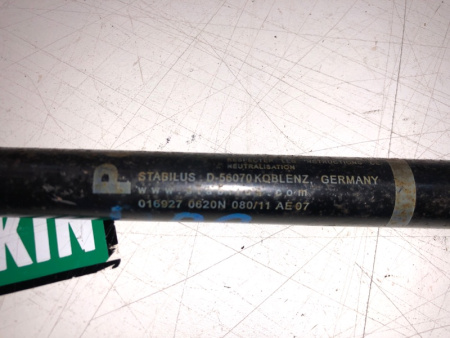 NEUTRALISATION
P STABILUS D-56070 KOBLENZ, GERMANY
016927 0620N 080/11 AE 07
KIN